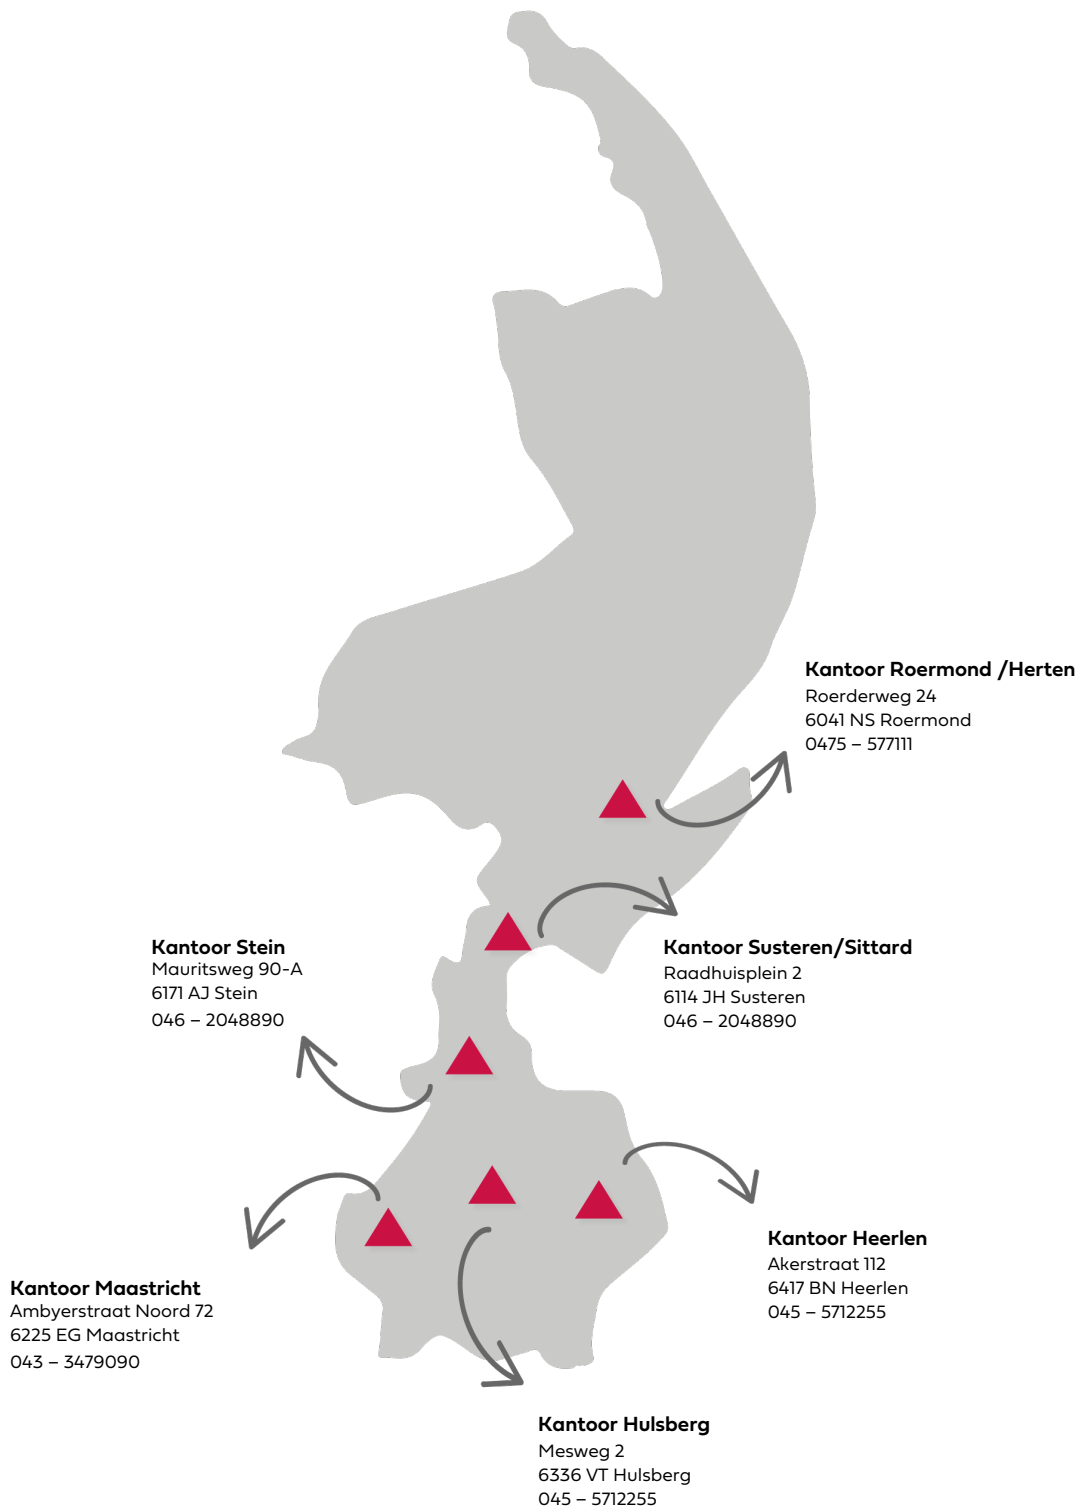 Kantoor Roermond /Herten
Roerderweg 24
6041 NS Roermond
0475 – 577111
Kantoor Stein
Mauritsweg 90-A
6171 AJ Stein
046 – 2048890
Kantoor Susteren/Sittard
Raadhuisplein 2
6114 JH Susteren
046 – 2048890
Kantoor Heerlen
Akerstraat 112
6417 BN Heerlen
045 – 5712255
Kantoor Maastricht
Ambyerstraat Noord 72
6225 EG Maastricht
043 – 3479090
Kantoor Hulsberg
Mesweg 2
6336 VT Hulsberg
045 – 5712255